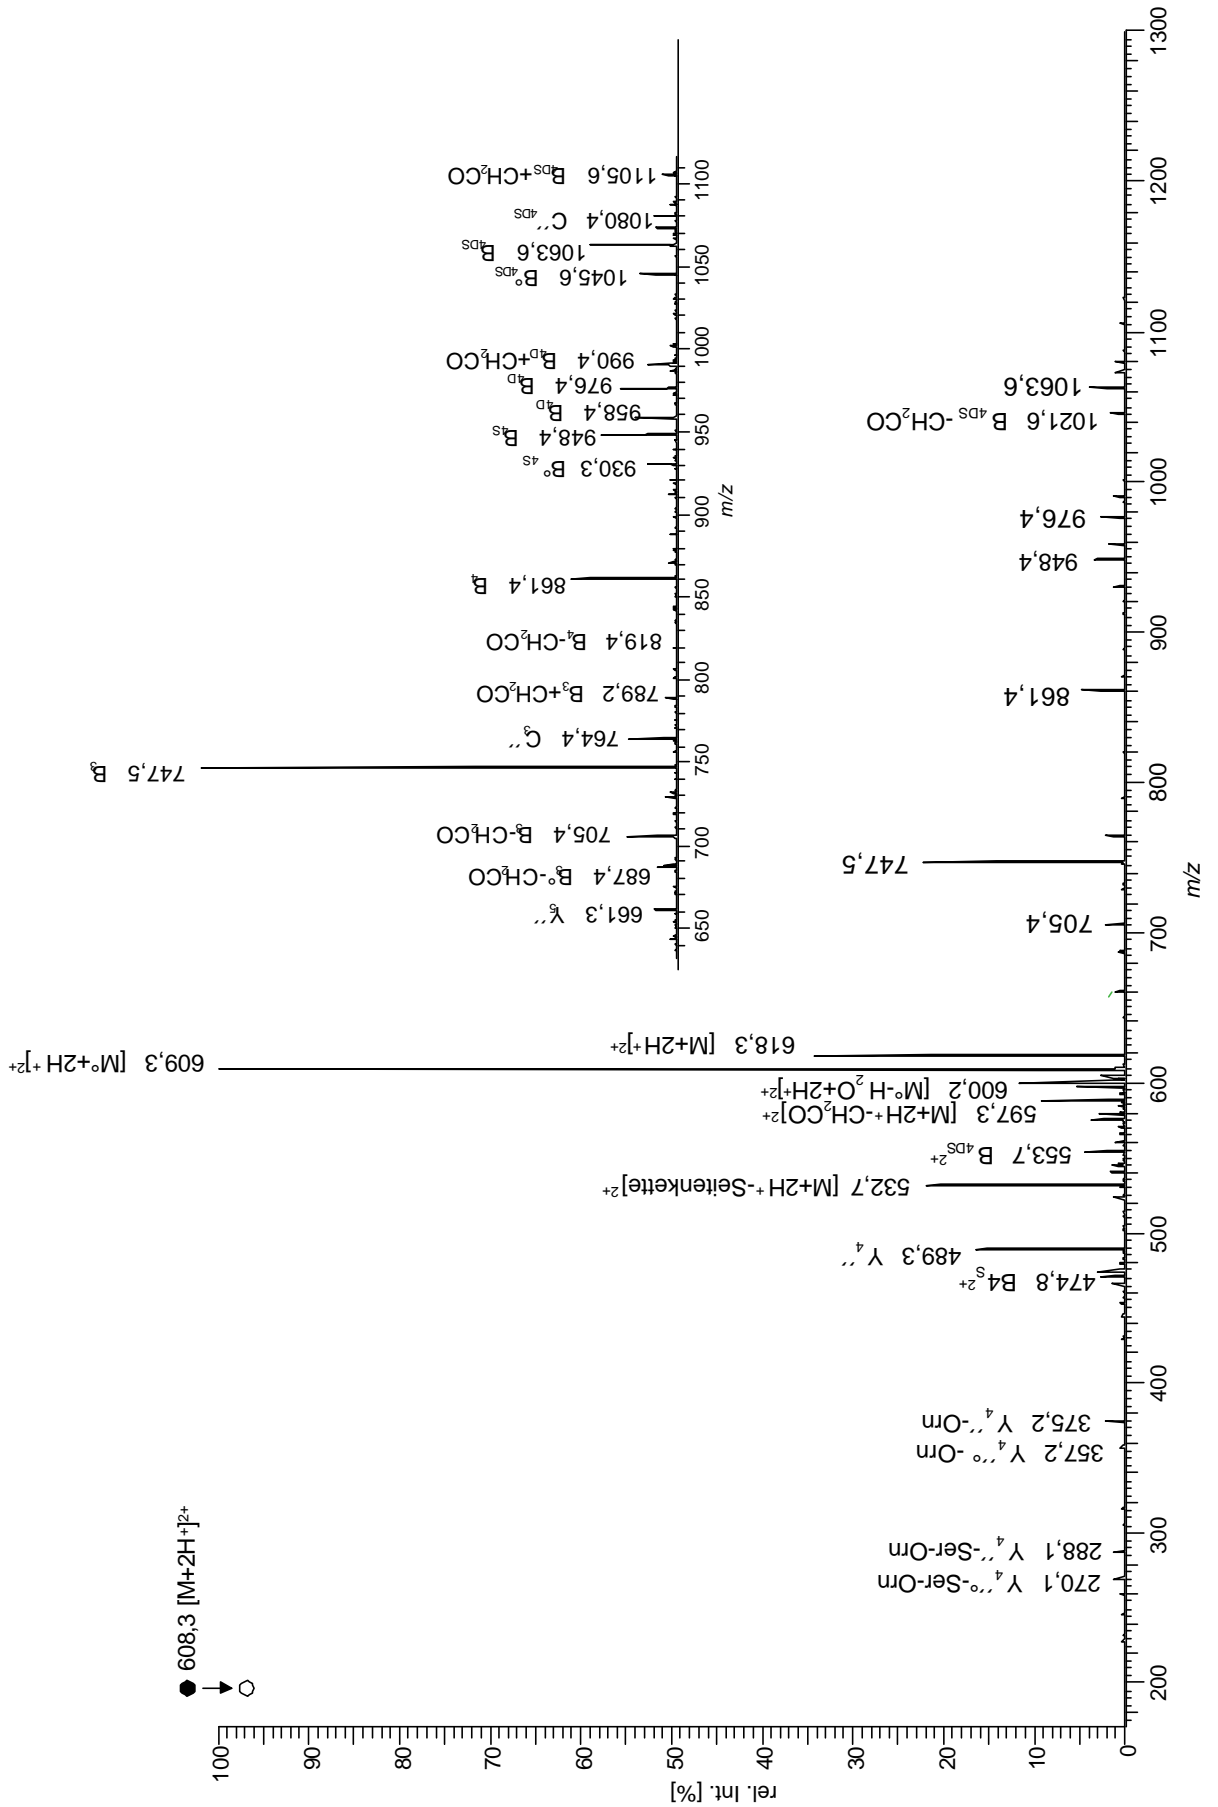 608,3 [M+2H⁺]²⁺
rel. Int. [%]
100
90
80
70
60
50
40
30
20
10
0
270,1 Y₄´´°-Ser-Orn
288,1 Y₄´´-Ser-Orn
357,2 Y₄´´° -Orn
375,2 Y₄´´-Orn
474,8 B4ₛ²⁺
489,3 Y₄´´
532,7 [M+2H⁺-Seitenkette]²⁺
553,7 B₄DS²⁺
597,3 [M+2H⁺-CH₂CO]²⁺
600,2 [M°-H₂O+2H⁺]²⁺
609,3 [M°+2H⁺]²⁺
618,3 [M+2H⁺]²⁺
705,4
747,5
861,4
948,4
976,4
1021,6 B₄DS -CH₂CO
1063,6
200
300
400
500
600
700
800
900
1000
1100
1200
1300
m/z
661,3 Y₅´´
687,4 B₃°-CH₂CO
705,4 B₃-CH₂CO
747,5 B₃
764,4 C₃´´
789,2 B₃+CH₂CO
819,4 B₄-CH₂CO
861,4 B₄
930,3 B°₄S
948,4 B₄S
958,4 B₄D
976,4 B₄D
990,4 B₄D+CH₂CO
1045,6 B°₄DS
1063,6 B₄DS
1080,4 C´´₄DS
1105,6 B₄DS+CH₂CO
650
700
750
800
850
900
950
1000
1050
1100
m/z